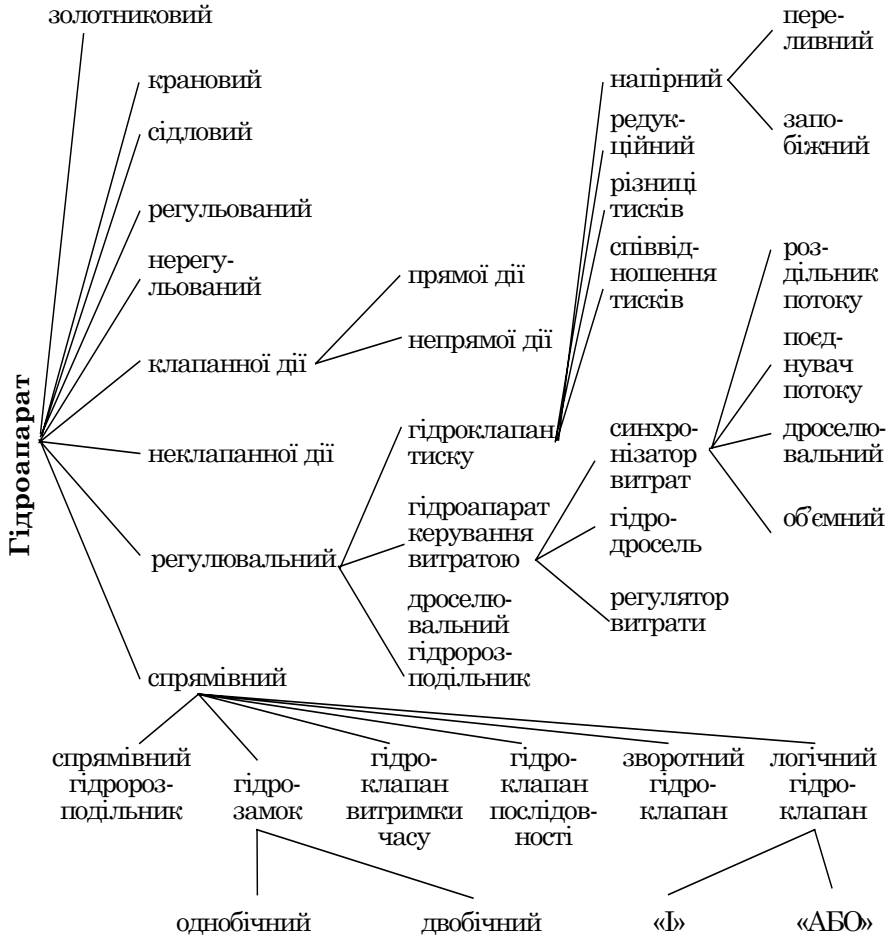 золотниковий
крановий
сідловий
регульований
нерегу-
льований
клапанної дії
неклапанної дії
регулювальний
спрямівний
Гідроапарат
прямої дії
непрямої дії
гідроклапан
тиску
гідроапарат
керування
витратою
дроселю-
вальний
гідророз-
подільник
напірний
редук-
ційний
різниці
тисків
співвід-
ношення
тисків
синхро-
нізатор
витрат
гідро-
дросель
регулятор
витрати
пере-
ливний
запо-
біжний
роз-
дільник
потоку
поєд-
нувач
потоку
дроселю-
вальний
об'ємний
спрямівний
гідророз-
подільник
гідро-
замок
гідро-
клапан
витримки
часу
гідро-
клапан
послідов-
ності
зворотний
гідро-
клапан
логічний
гідро-
клапан
однобічний
двобічний
«І»
«АБО»